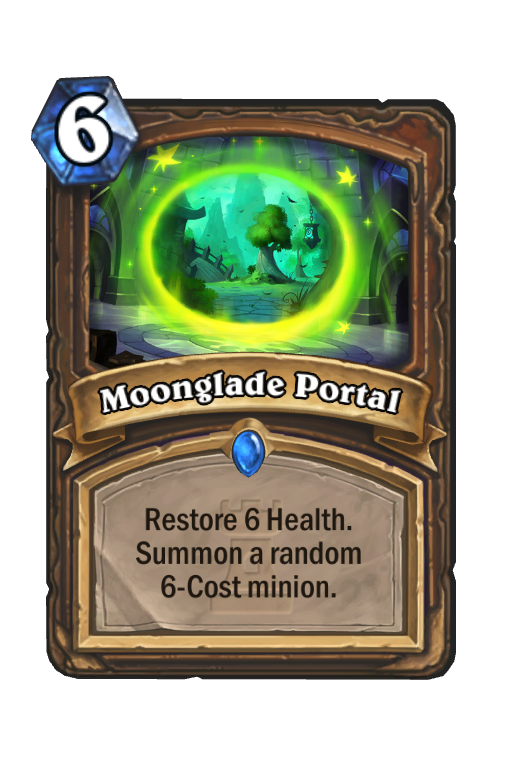 6
Moonglade Portal
Restore 6 Health.
Summon a random
6-Cost minion.